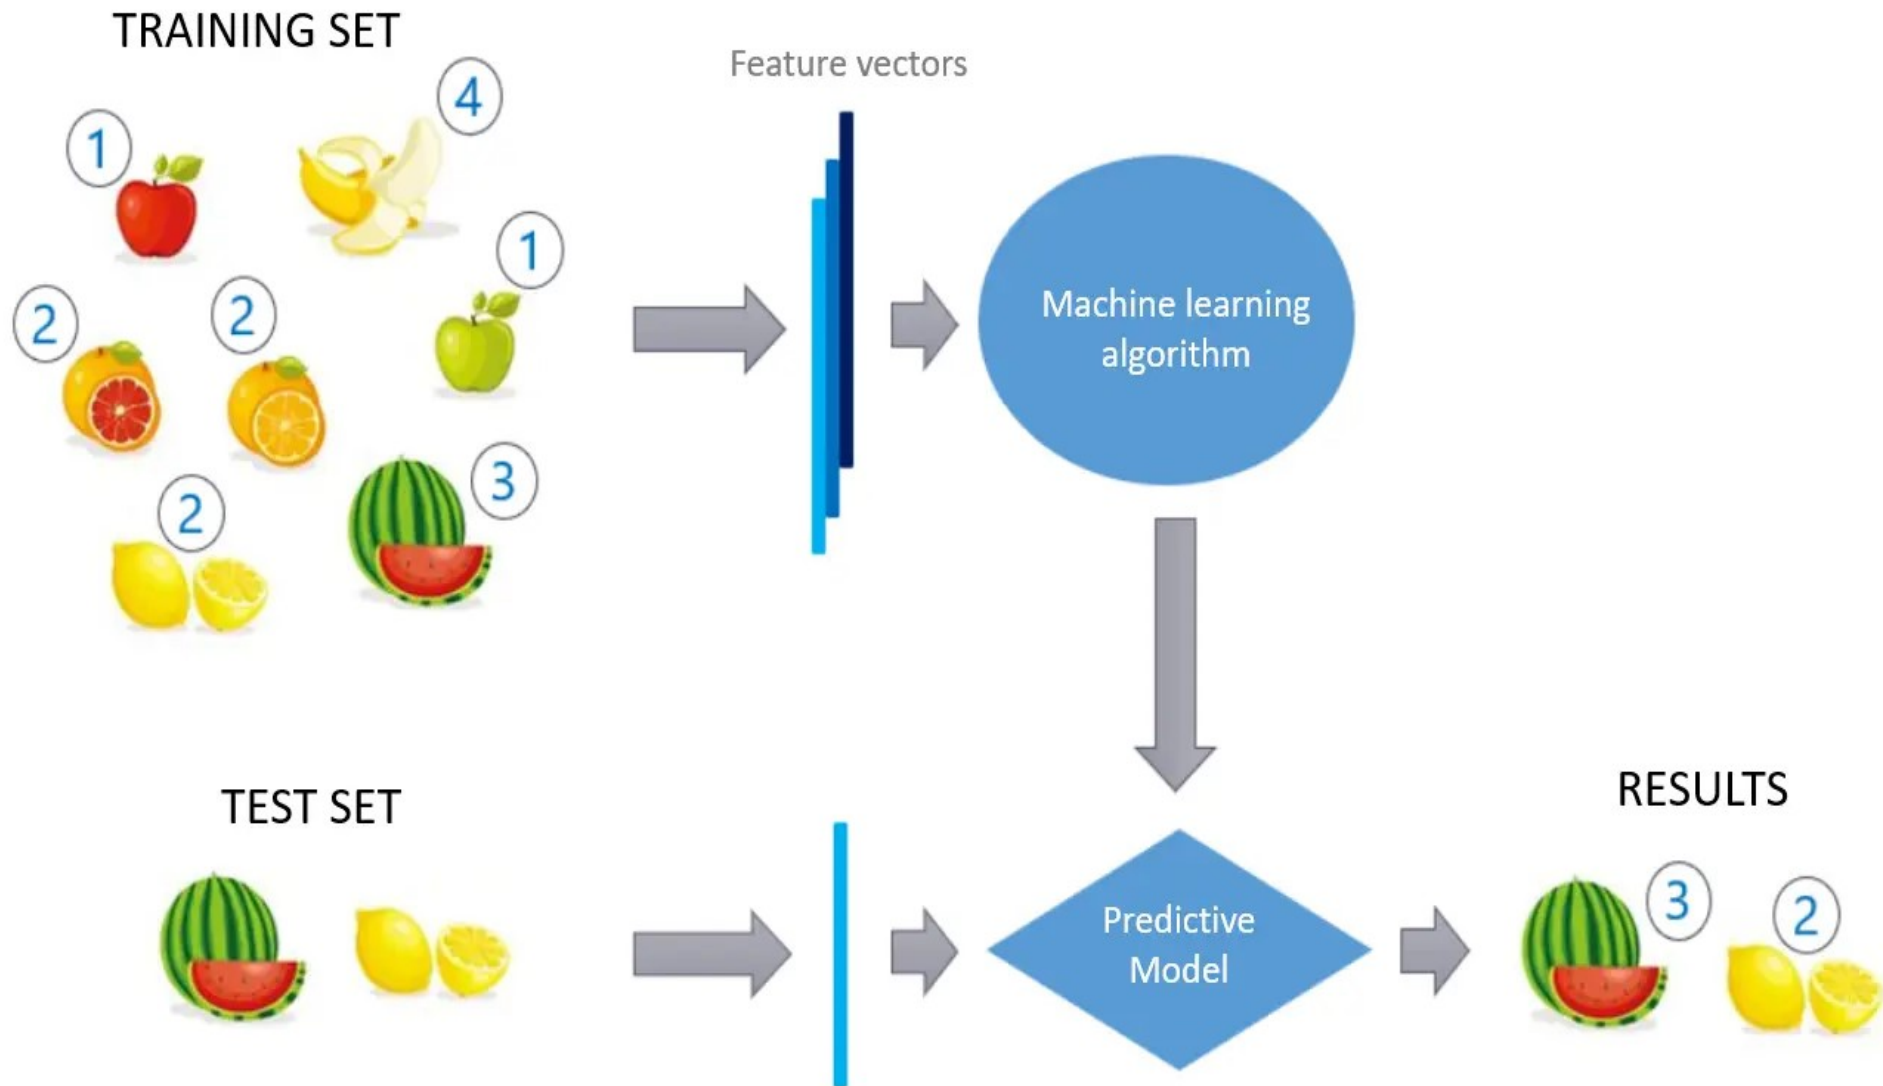 TRAINING SET
Feature vectors
4
1
1
2
2
Machine learning
algorithm
3
2
TEST SET
RESULTS
3
2
Predictive
Model